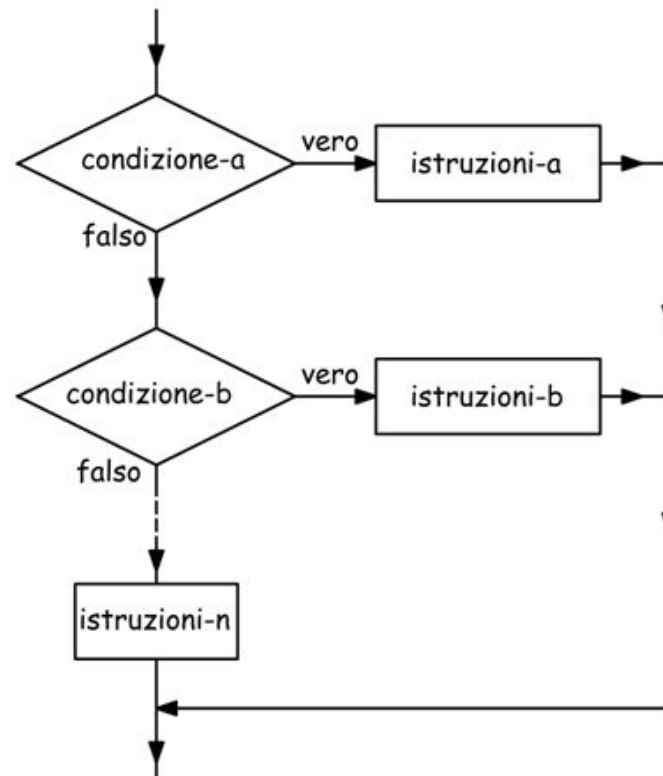 condizione-a
vero
istruzioni-a
falso
condizione-b
vero
istruzioni-b
falso
istruzioni-n